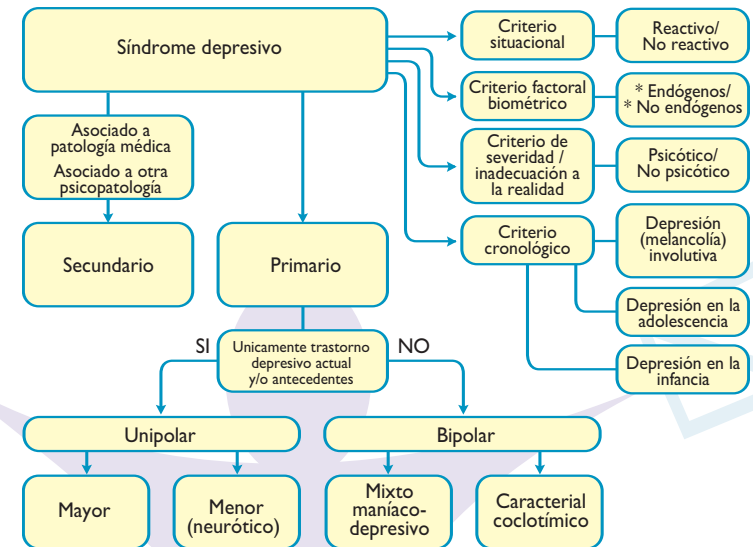 Síndrome depresivo
Criterio
situacional
Reactivo/
No reactivo
Criterio factoral
biométrico
* Endógenos/
* No endógenos
Criterio de
severidad /
inadecuación a
la realidad
Psicótico/
No psicótico
Criterio
cronológico
Depresión
(melancolía)
involutiva
Depresión en la
adolescencia
Depresión en la
infancia
Asociado a
patología médica
Asociado a otra
psicopatología
Secundario
Primario
SI
Unicamente trastorno
depresivo actual
y/o antecedentes
NO
Unipolar
Bipolar
Mayor
Menor
(neurótico)
Mixto
maníaco-
depresivo
Caracterial
coclotímico